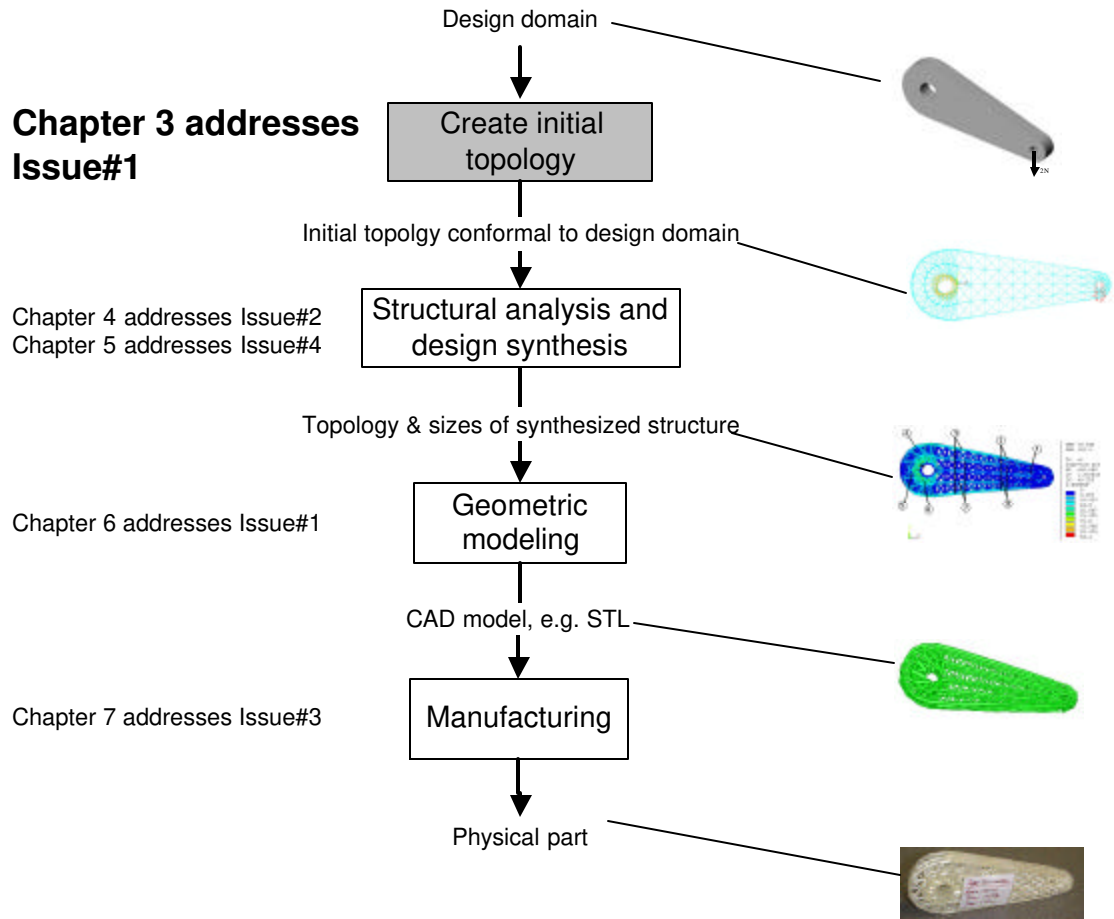 Design domain
Chapter 3 addresses
Issue#1
Create initial
topology
2N
Initial topolgy conformal to design domain
Chapter 4 addresses Issue#2
Chapter 5 addresses Issue#4
Structural analysis and
design synthesis
Topology & sizes of synthesized structure
Chapter 6 addresses Issue#1
Geometric
modeling
CAD model, e.g. STL
Chapter 7 addresses Issue#3
Manufacturing
Physical part